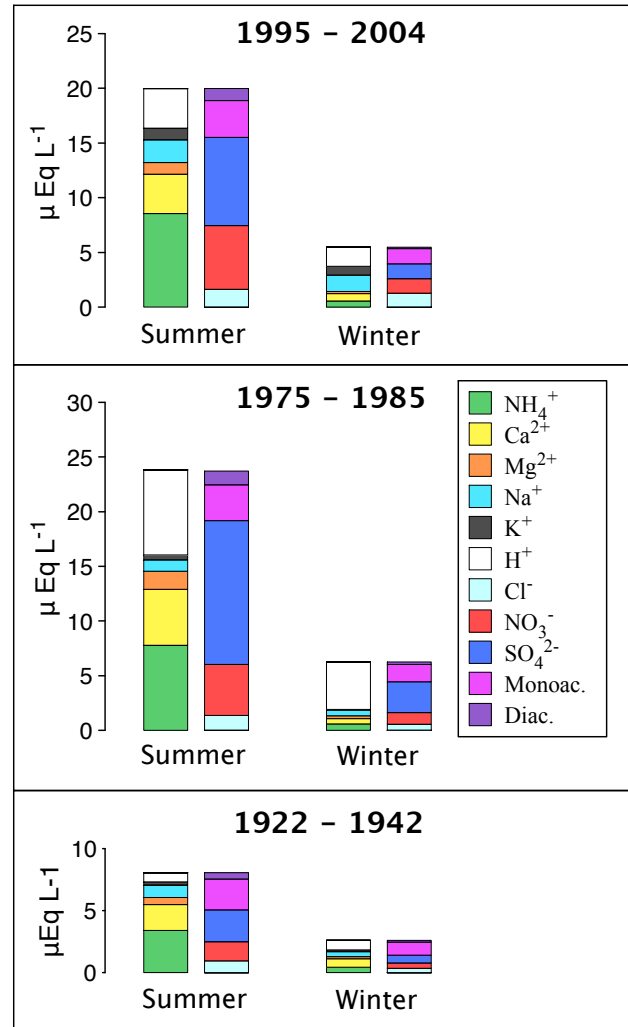 1995 – 2004
25
20
15
10
5
0
μ Eq L⁻¹
Summer
Winter
1975 – 1985
30
25
20
15
10
5
0
μ Eq L⁻¹
Summer
Winter
NH₄⁺
Ca²⁺
Mg²⁺
Na⁺
K⁺
H⁺
Cl⁻
NO₃⁻
SO₄²⁻
Monoac.
Diac.
1922 – 1942
10
5
0
μEq L-1
Summer
Winter